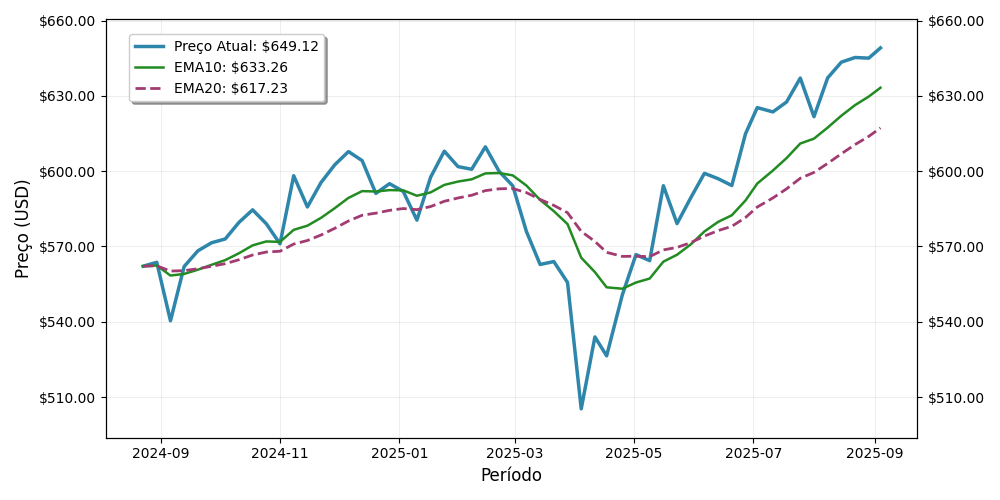 $660.00
$630.00
$600.00
$570.00
$540.00
$510.00
Preço (USD)
Preço Atual: $649.12
EMA10: $633.26
EMA20: $617.23
$660.00
$630.00
$600.00
$570.00
$540.00
$510.00
2024-09 2024-11 2025-01 2025-03 2025-05 2025-07 2025-09
Período